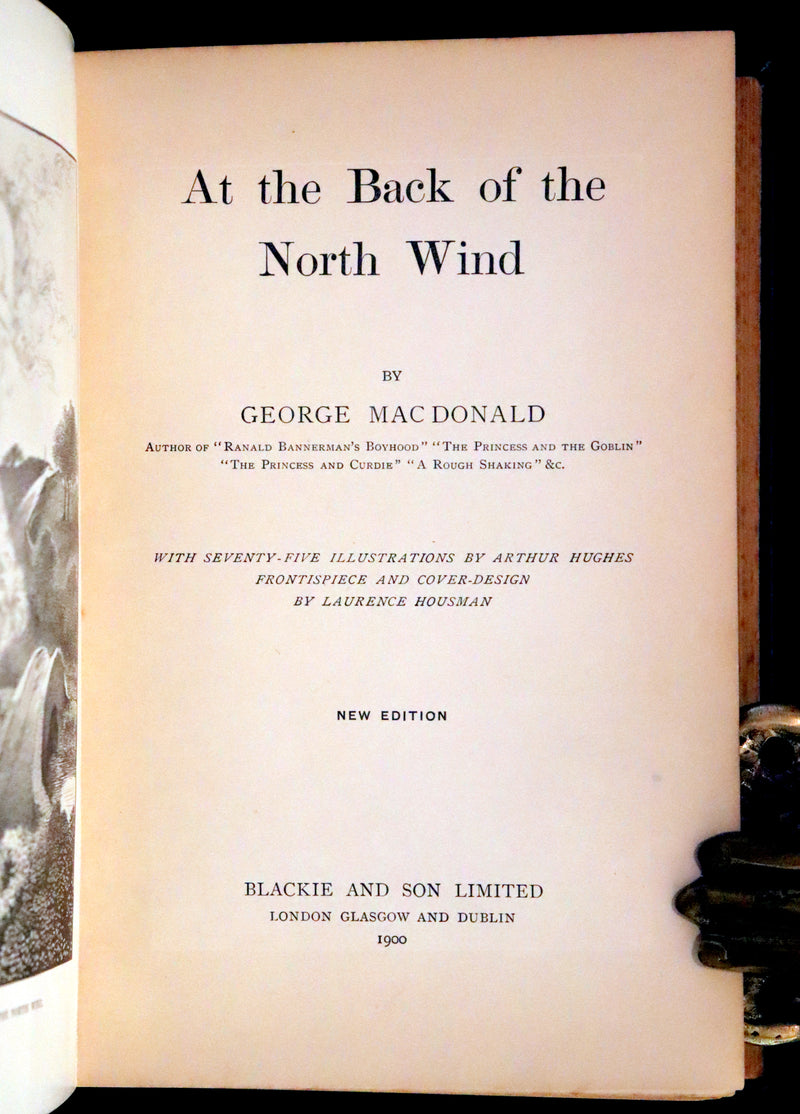 At the Back of the
North Wind
BY
GEORGE MAC DONALD
AUTHOR OF "RANALD BANNERMAN'S BOYHOOD" "THE PRINCESS AND THE GOBLIN"
"THE PRINCESS AND CURDIE" "A ROUGH SHAKING" &C.
WITH SEVENTY-FIVE ILLUSTRATIONS BY ARTHUR HUGHES
FRONTISPIECE AND COVER-DESIGN
BY LAURENCE HOUSMAN
NEW EDITION
BLACKIE AND SON LIMITED
LONDON GLASGOW AND DUBLIN
1900